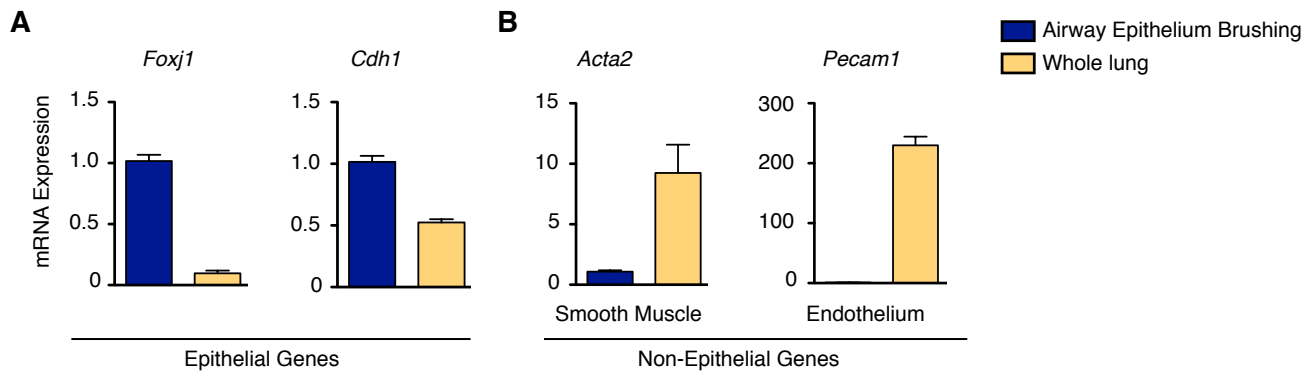 A
B
Airway Epithelium Brushing
Whole lung
Foxj1
Cdh1
Acta2
Pecam1
mRNA Expression
1.5
1.0
0.5
0
1.5
1.0
0.5
0
15
10
5
0
300
200
100
0
Smooth Muscle
Endothelium
Epithelial Genes
Non-Epithelial Genes